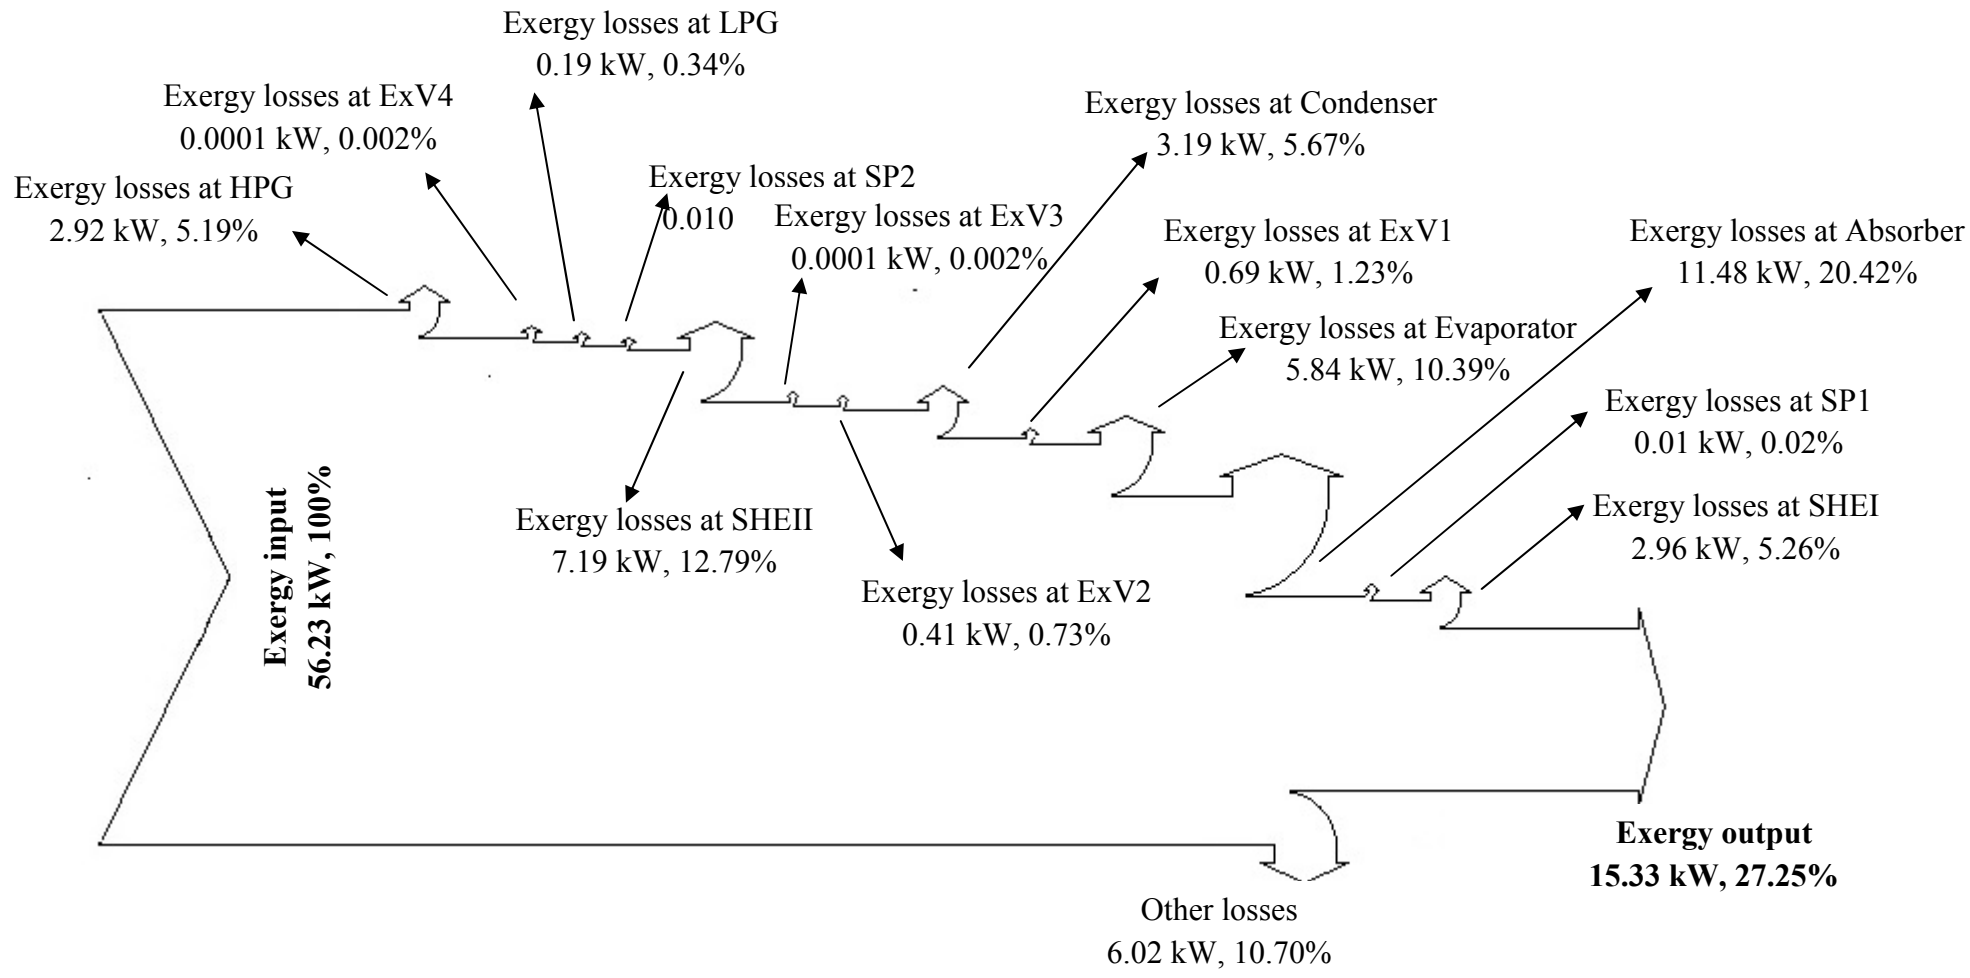 Exergy losses at LPG
0.19 kW, 0.34%
Exergy losses at ExV4
0.0001 kW, 0.002%
Exergy losses at Condenser
3.19 kW, 5.67%
Exergy losses at HPG
2.92 kW, 5.19%
Exergy losses at SP2
0.010
Exergy losses at ExV3
0.0001 kW, 0.002%
Exergy losses at ExV1
0.69 kW, 1.23%
Exergy losses at Absorber
11.48 kW, 20.42%
Exergy losses at Evaporator
5.84 kW, 10.39%
Exergy losses at SP1
0.01 kW, 0.02%
Exergy input
56.23 kW, 100%
Exergy losses at SHEII
7.19 kW, 12.79%
Exergy losses at SHEI
2.96 kW, 5.26%
Exergy losses at ExV2
0.41 kW, 0.73%
Exergy output
15.33 kW, 27.25%
Other losses
6.02 kW, 10.70%